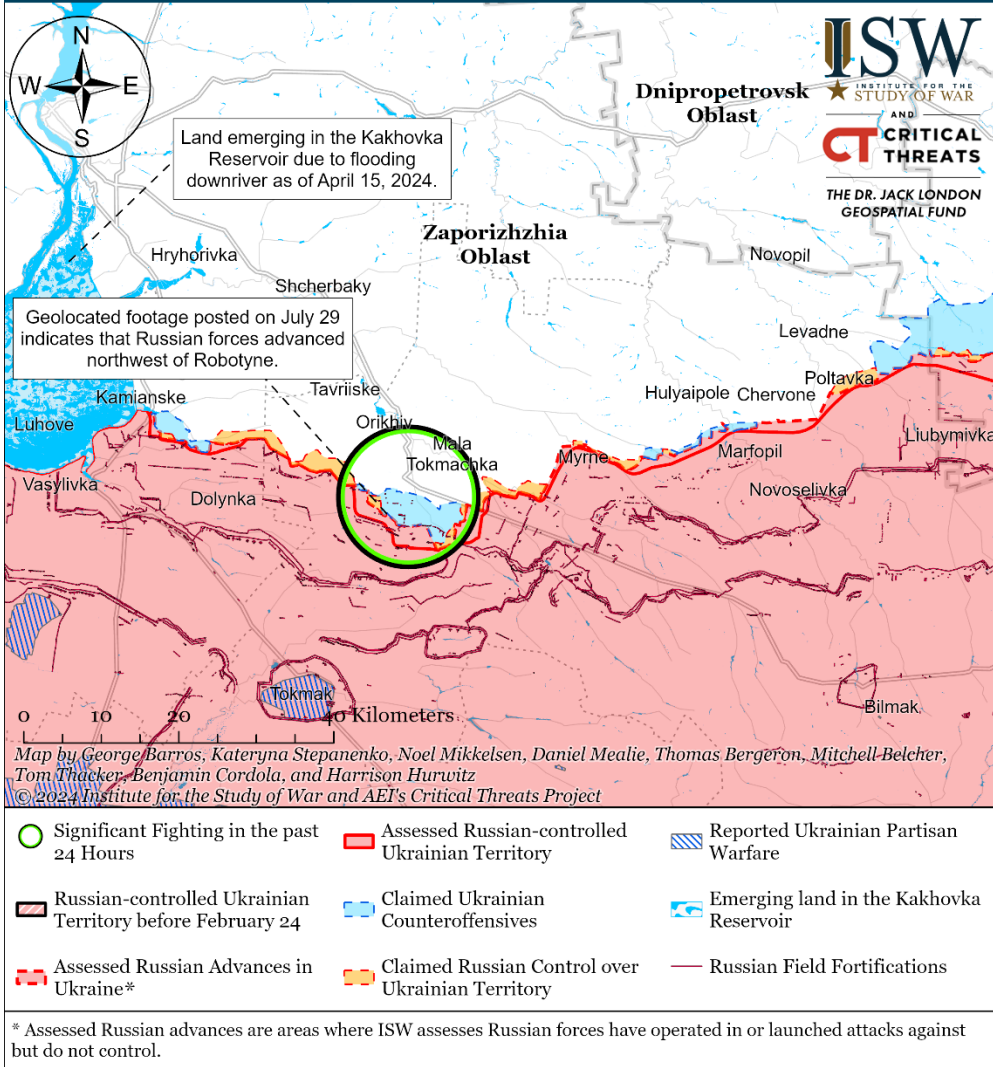 N
W E
S
ISW
INSTITUTE FOR THE
STUDY OF WAR
AND
CT CRITICAL
THREATS
THE DR. JACK LONDON
GEOSPATIAL FUND
Dnipropetrovsk
Oblast
Land emerging in the Kakhovka
Reservoir due to flooding
downriver as of April 15, 2024.
Zaporizhzhia
Oblast
Hryhorivka
Novopil
Shcherbaky
Geolocated footage posted on July 29
indicates that Russian forces advanced
northwest of Robotyne.
Levadne
Poltavka
Tavriiske
Hulyaipole
Chervone
Kamianske
Luhove
Orikhiv
Mala
Tokmachka
Myrne
Marfopil
Liubymivka
Vasylivka
Dolynka
Novoselivka
Tokmak
Bilmak
0 10 20 40 Kilometers
Map by George Barros, Kateryna Stepanenko, Noel Mikkelsen, Daniel Mealie, Thomas Bergeron, Mitchell Belcher,
Tom Thacker, Benjamin Cordola, and Harrison Hurwitz
© 2024 Institute for the Study of War and AEI's Critical Threats Project
Significant Fighting in the past
24 Hours
Assessed Russian-controlled
Ukrainian Territory
Reported Ukrainian Partisan
Warfare
Russian-controlled Ukrainian
Territory before February 24
Claimed Ukrainian
Counteroffensives
Emerging land in the Kakhovka
Reservoir
Assessed Russian Advances in
Ukraine*
Claimed Russian Control over
Ukrainian Territory
Russian Field Fortifications
* Assessed Russian advances are areas where ISW assesses Russian forces have operated in or launched attacks against
but do not control.